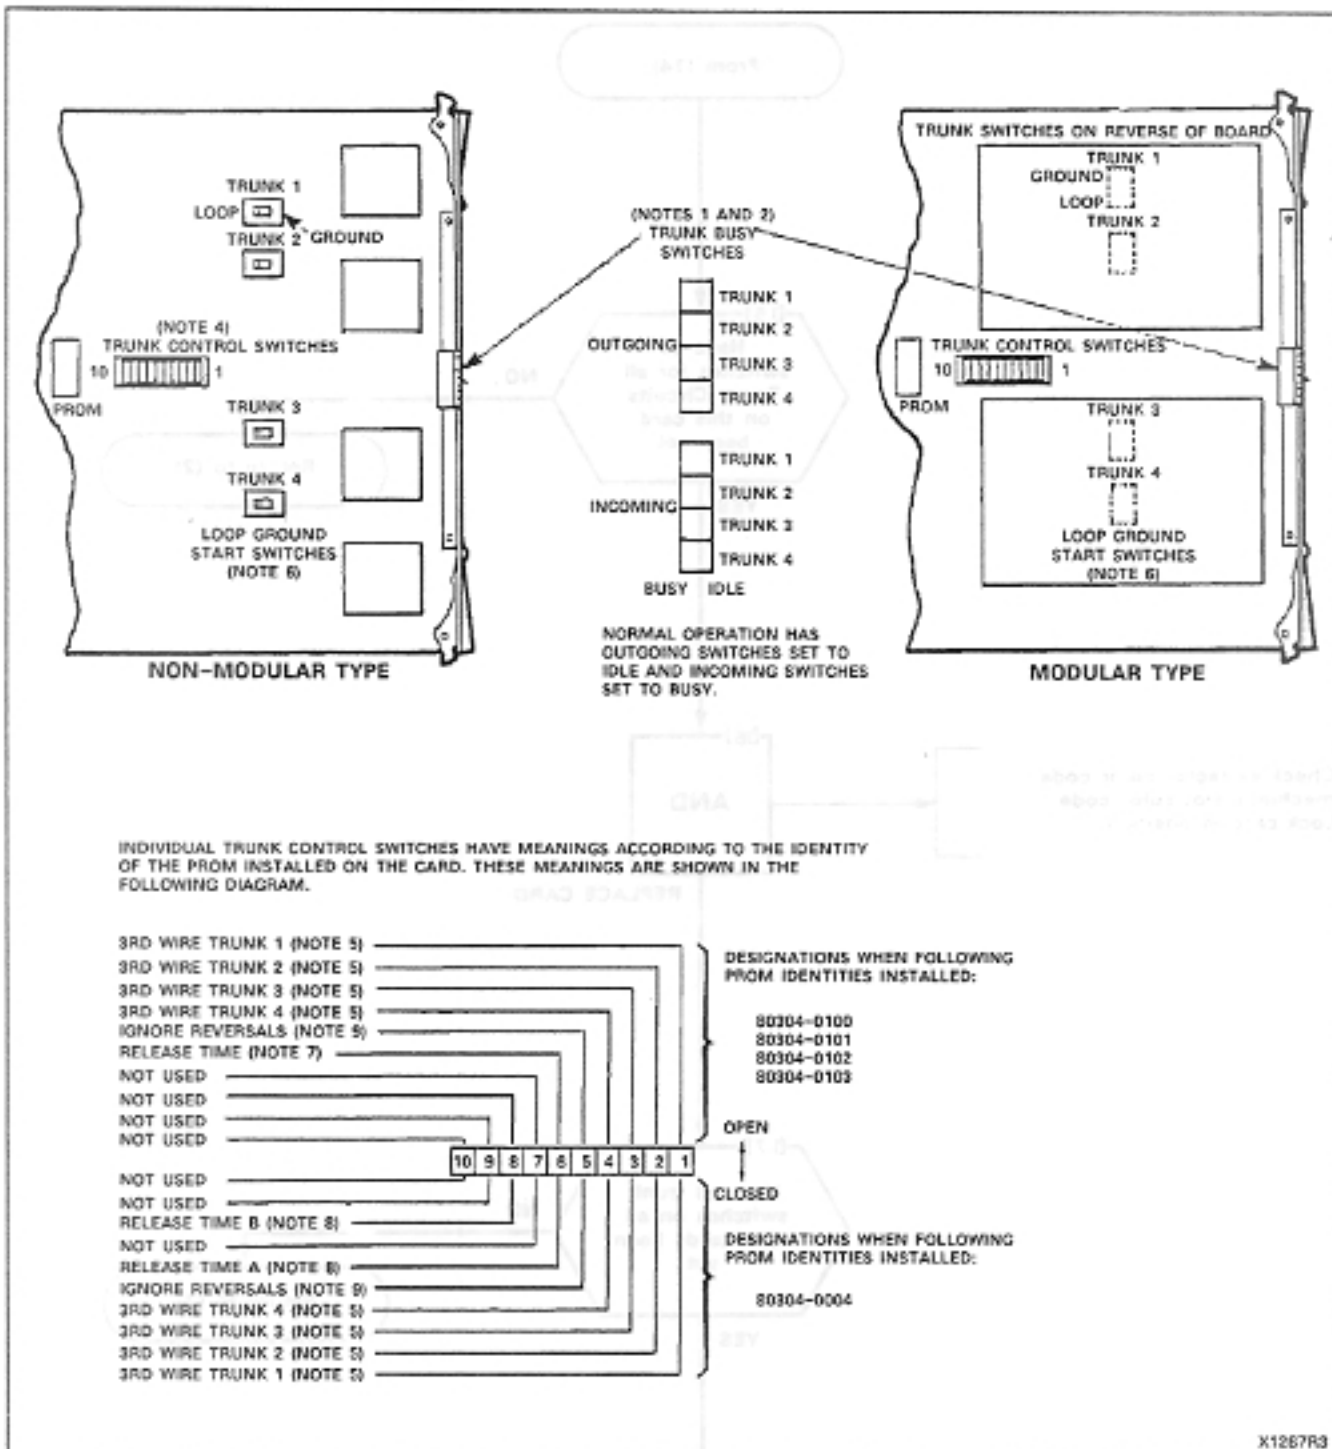 TRUNK 1
LOOP
GROUND
TRUNK 2
(NOTE 4)
TRUNK CONTROL SWITCHES
10
1
PROM
TRUNK 3
TRUNK 4
LOOP GROUND
START SWITCHES
(NOTE 6)
NON-MODULAR TYPE
(NOTES 1 AND 2)
TRUNK BUSY
SWITCHES
OUTGOING
TRUNK 1
TRUNK 2
TRUNK 3
TRUNK 4
INCOMING
TRUNK 1
TRUNK 2
TRUNK 3
TRUNK 4
BUSY IDLE
NORMAL OPERATION HAS
OUTGOING SWITCHES SET TO
IDLE AND INCOMING SWITCHES
SET TO BUSY.
TRUNK SWITCHES ON REVERSE OF BOARD
TRUNK 1
GROUND
LOOP
TRUNK 2
TRUNK CONTROL SWITCHES
10
1
PROM
TRUNK 3
TRUNK 4
LOOP GROUND
START SWITCHES
(NOTE 6)
MODULAR TYPE
INDIVIDUAL TRUNK CONTROL SWITCHES HAVE MEANINGS ACCORDING TO THE IDENTITY
OF THE PROM INSTALLED ON THE CARD. THESE MEANINGS ARE SHOWN IN THE
FOLLOWING DIAGRAM.
3RD WIRE TRUNK 1 (NOTE 5)
3RD WIRE TRUNK 2 (NOTE 5)
3RD WIRE TRUNK 3 (NOTE 5)
3RD WIRE TRUNK 4 (NOTE 5)
IGNORE REVERSALS (NOTE 9)
RELEASE TIME (NOTE 7)
NOT USED
NOT USED
NOT USED
NOT USED
DESIGNATIONS WHEN FOLLOWING
PROM IDENTITIES INSTALLED:
80304-0100
80304-0101
80304-0102
80304-0103
OPEN
10 9 8 7 6 5 4 3 2 1
CLOSED
NOT USED
NOT USED
RELEASE TIME B (NOTE 8)
NOT USED
RELEASE TIME A (NOTE 8)
IGNORE REVERSALS (NOTE 9)
3RD WIRE TRUNK 4 (NOTE 5)
3RD WIRE TRUNK 3 (NOTE 5)
3RD WIRE TRUNK 2 (NOTE 5)
3RD WIRE TRUNK 1 (NOTE 5)
DESIGNATIONS WHEN FOLLOWING
PROM IDENTITIES INSTALLED:
80304-0004
X1267R3